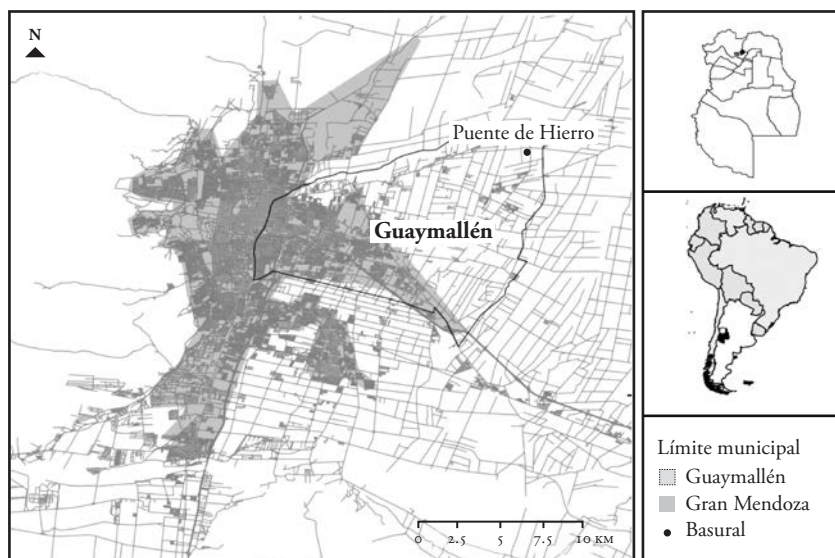 N
Puente de Hierro
Guaymallén
0 2.5 5 7.5 10 KM
Límite municipal
Guaymallén
Gran Mendoza
Basural